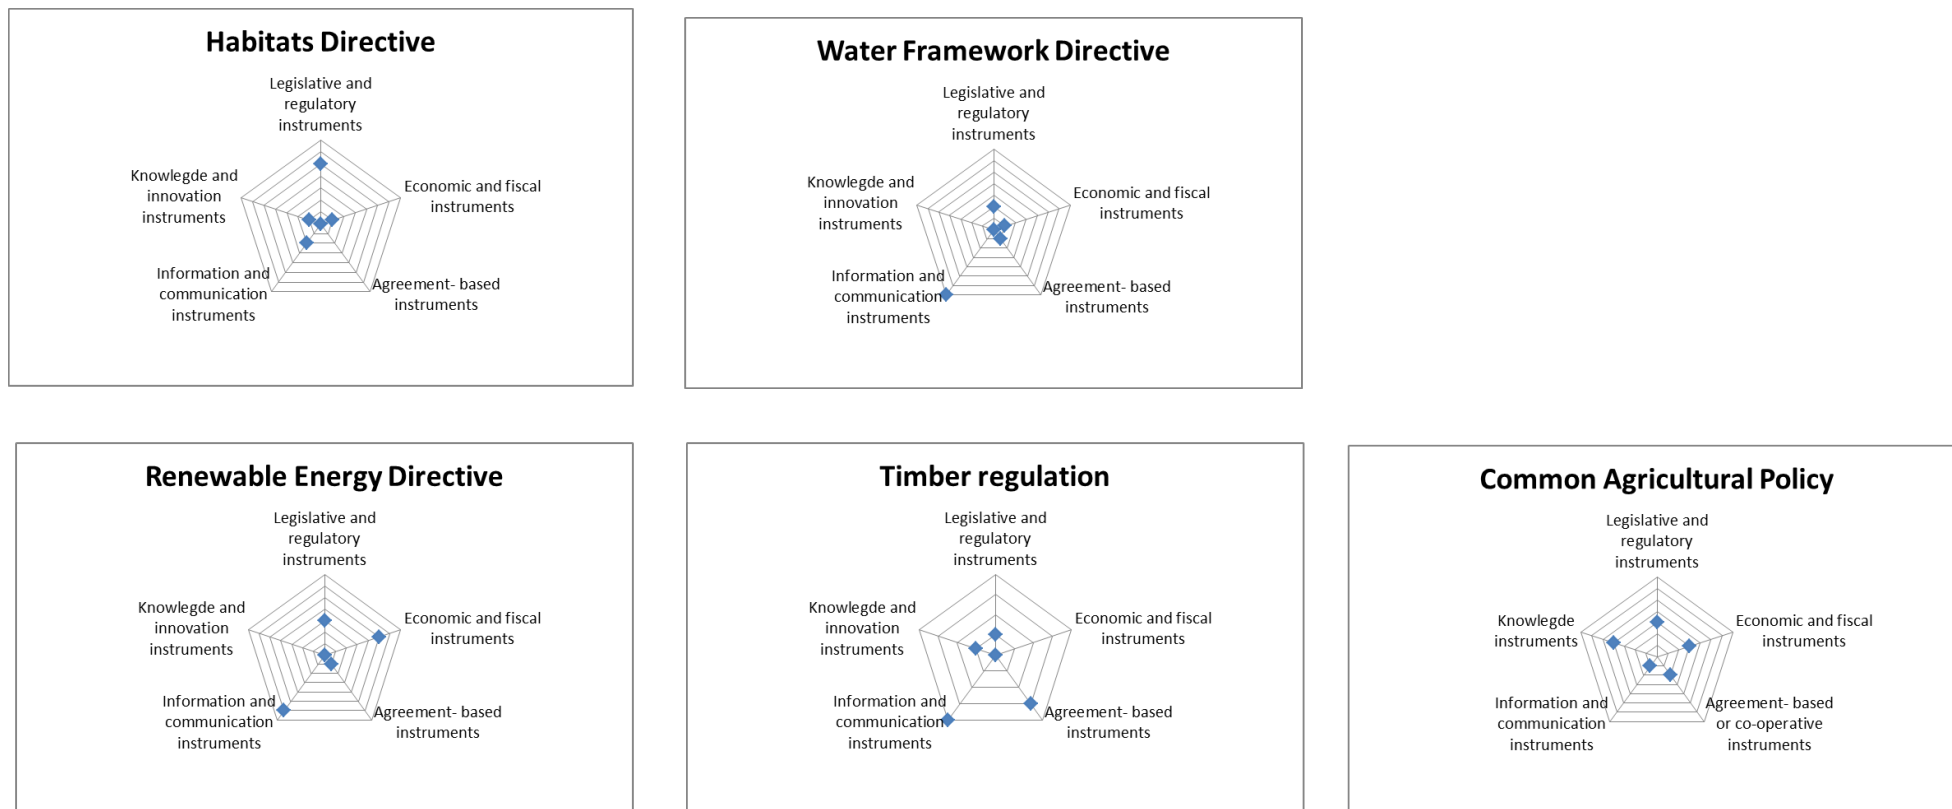 Habitats Directive
Legislative and
regulatory
instruments
Knowlegde and
innovation
instruments
Economic and fiscal
instruments
Information and
communication
instruments
Agreement- based
instruments
Water Framework Directive
Legislative and
regulatory
instruments
Knowlegde and
innovation
instruments
Economic and fiscal
instruments
Information and
communication
instruments
Agreement- based
instruments
Renewable Energy Directive
Legislative and
regulatory
instruments
Knowlegde and
innovation
instruments
Economic and fiscal
instruments
Information and
communication
instruments
Agreement- based
instruments
Timber regulation
Legislative and
regulatory
instruments
Knowlegde and
innovation
instruments
Economic and fiscal
instruments
Information and
communication
instruments
Agreement- based
instruments
Common Agricultural Policy
Legislative and
regulatory
instruments
Knowlegde
instruments
Economic and fiscal
instruments
Information and
communication
instruments
Agreement- based
or co-operative
instruments